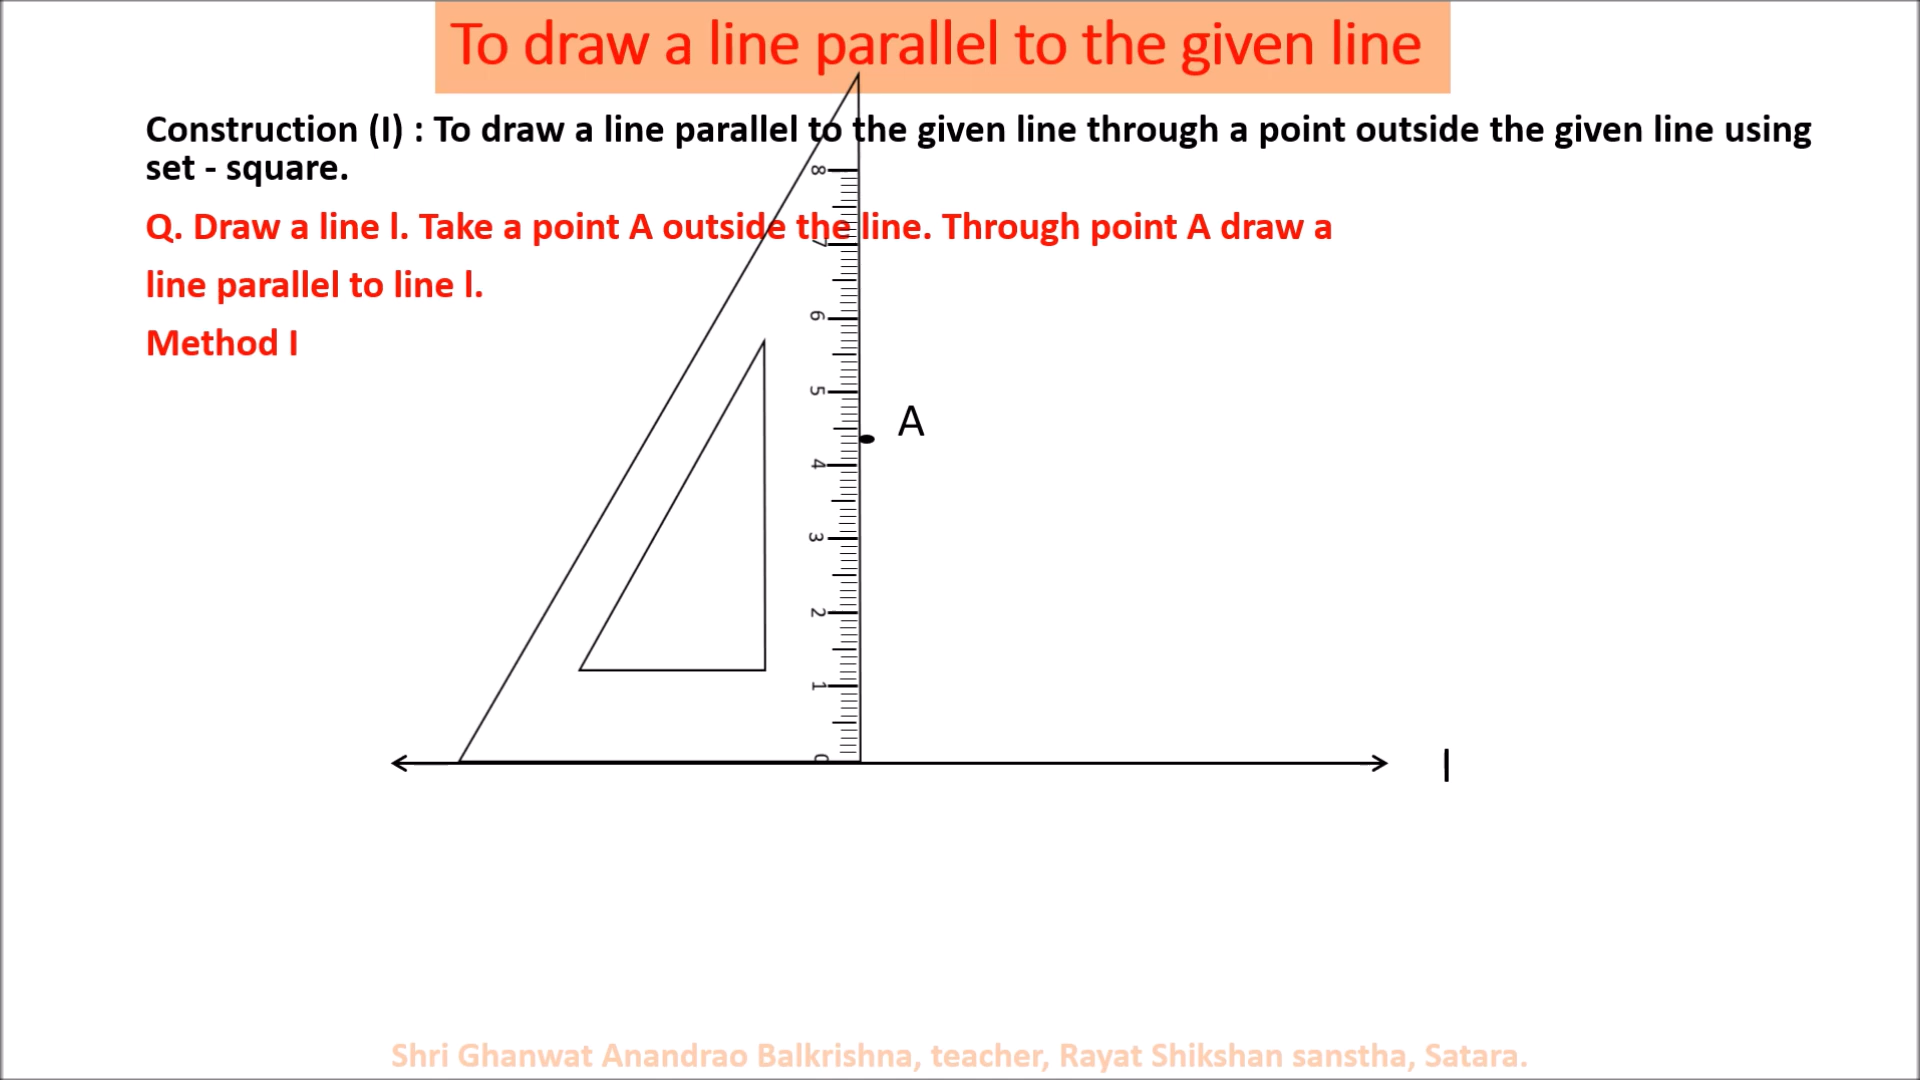 To draw a line parallel to the given line
Construction (I) : To draw a line parallel to the given line through a point outside the given line using
set - square.
Q. Draw a line l. Take a point A outside the line. Through point A draw a
line parallel to line l.
Method I
8
7
6
5
A
4
3
2
1
0
l
Shri Ghanwat Anandrao Balkrishna, teacher, Rayat Shikshan sanstha, Satara.